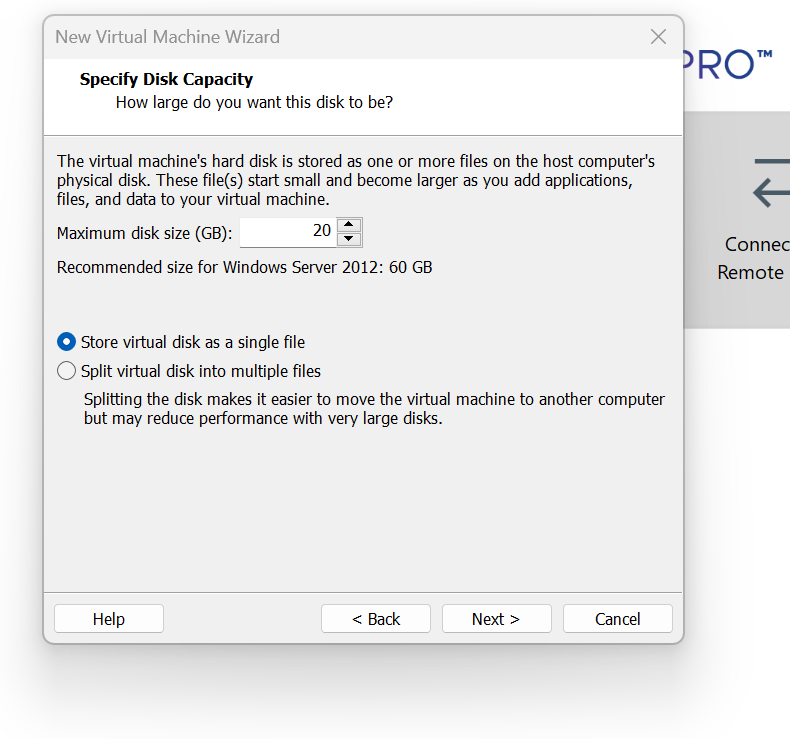 New Virtual Machine Wizard
PRO™
Specify Disk Capacity
How large do you want this disk to be?
The virtual machine's hard disk is stored as one or more files on the host computer's
physical disk. These file(s) start small and become larger as you add applications,
files, and data to your virtual machine.
Maximum disk size (GB): 20
Recommended size for Windows Server 2012: 60 GB
Connec
Remote
Store virtual disk as a single file
Split virtual disk into multiple files
Splitting the disk makes it easier to move the virtual machine to another computer
but may reduce performance with very large disks.
Help
< Back
Next >
Cancel